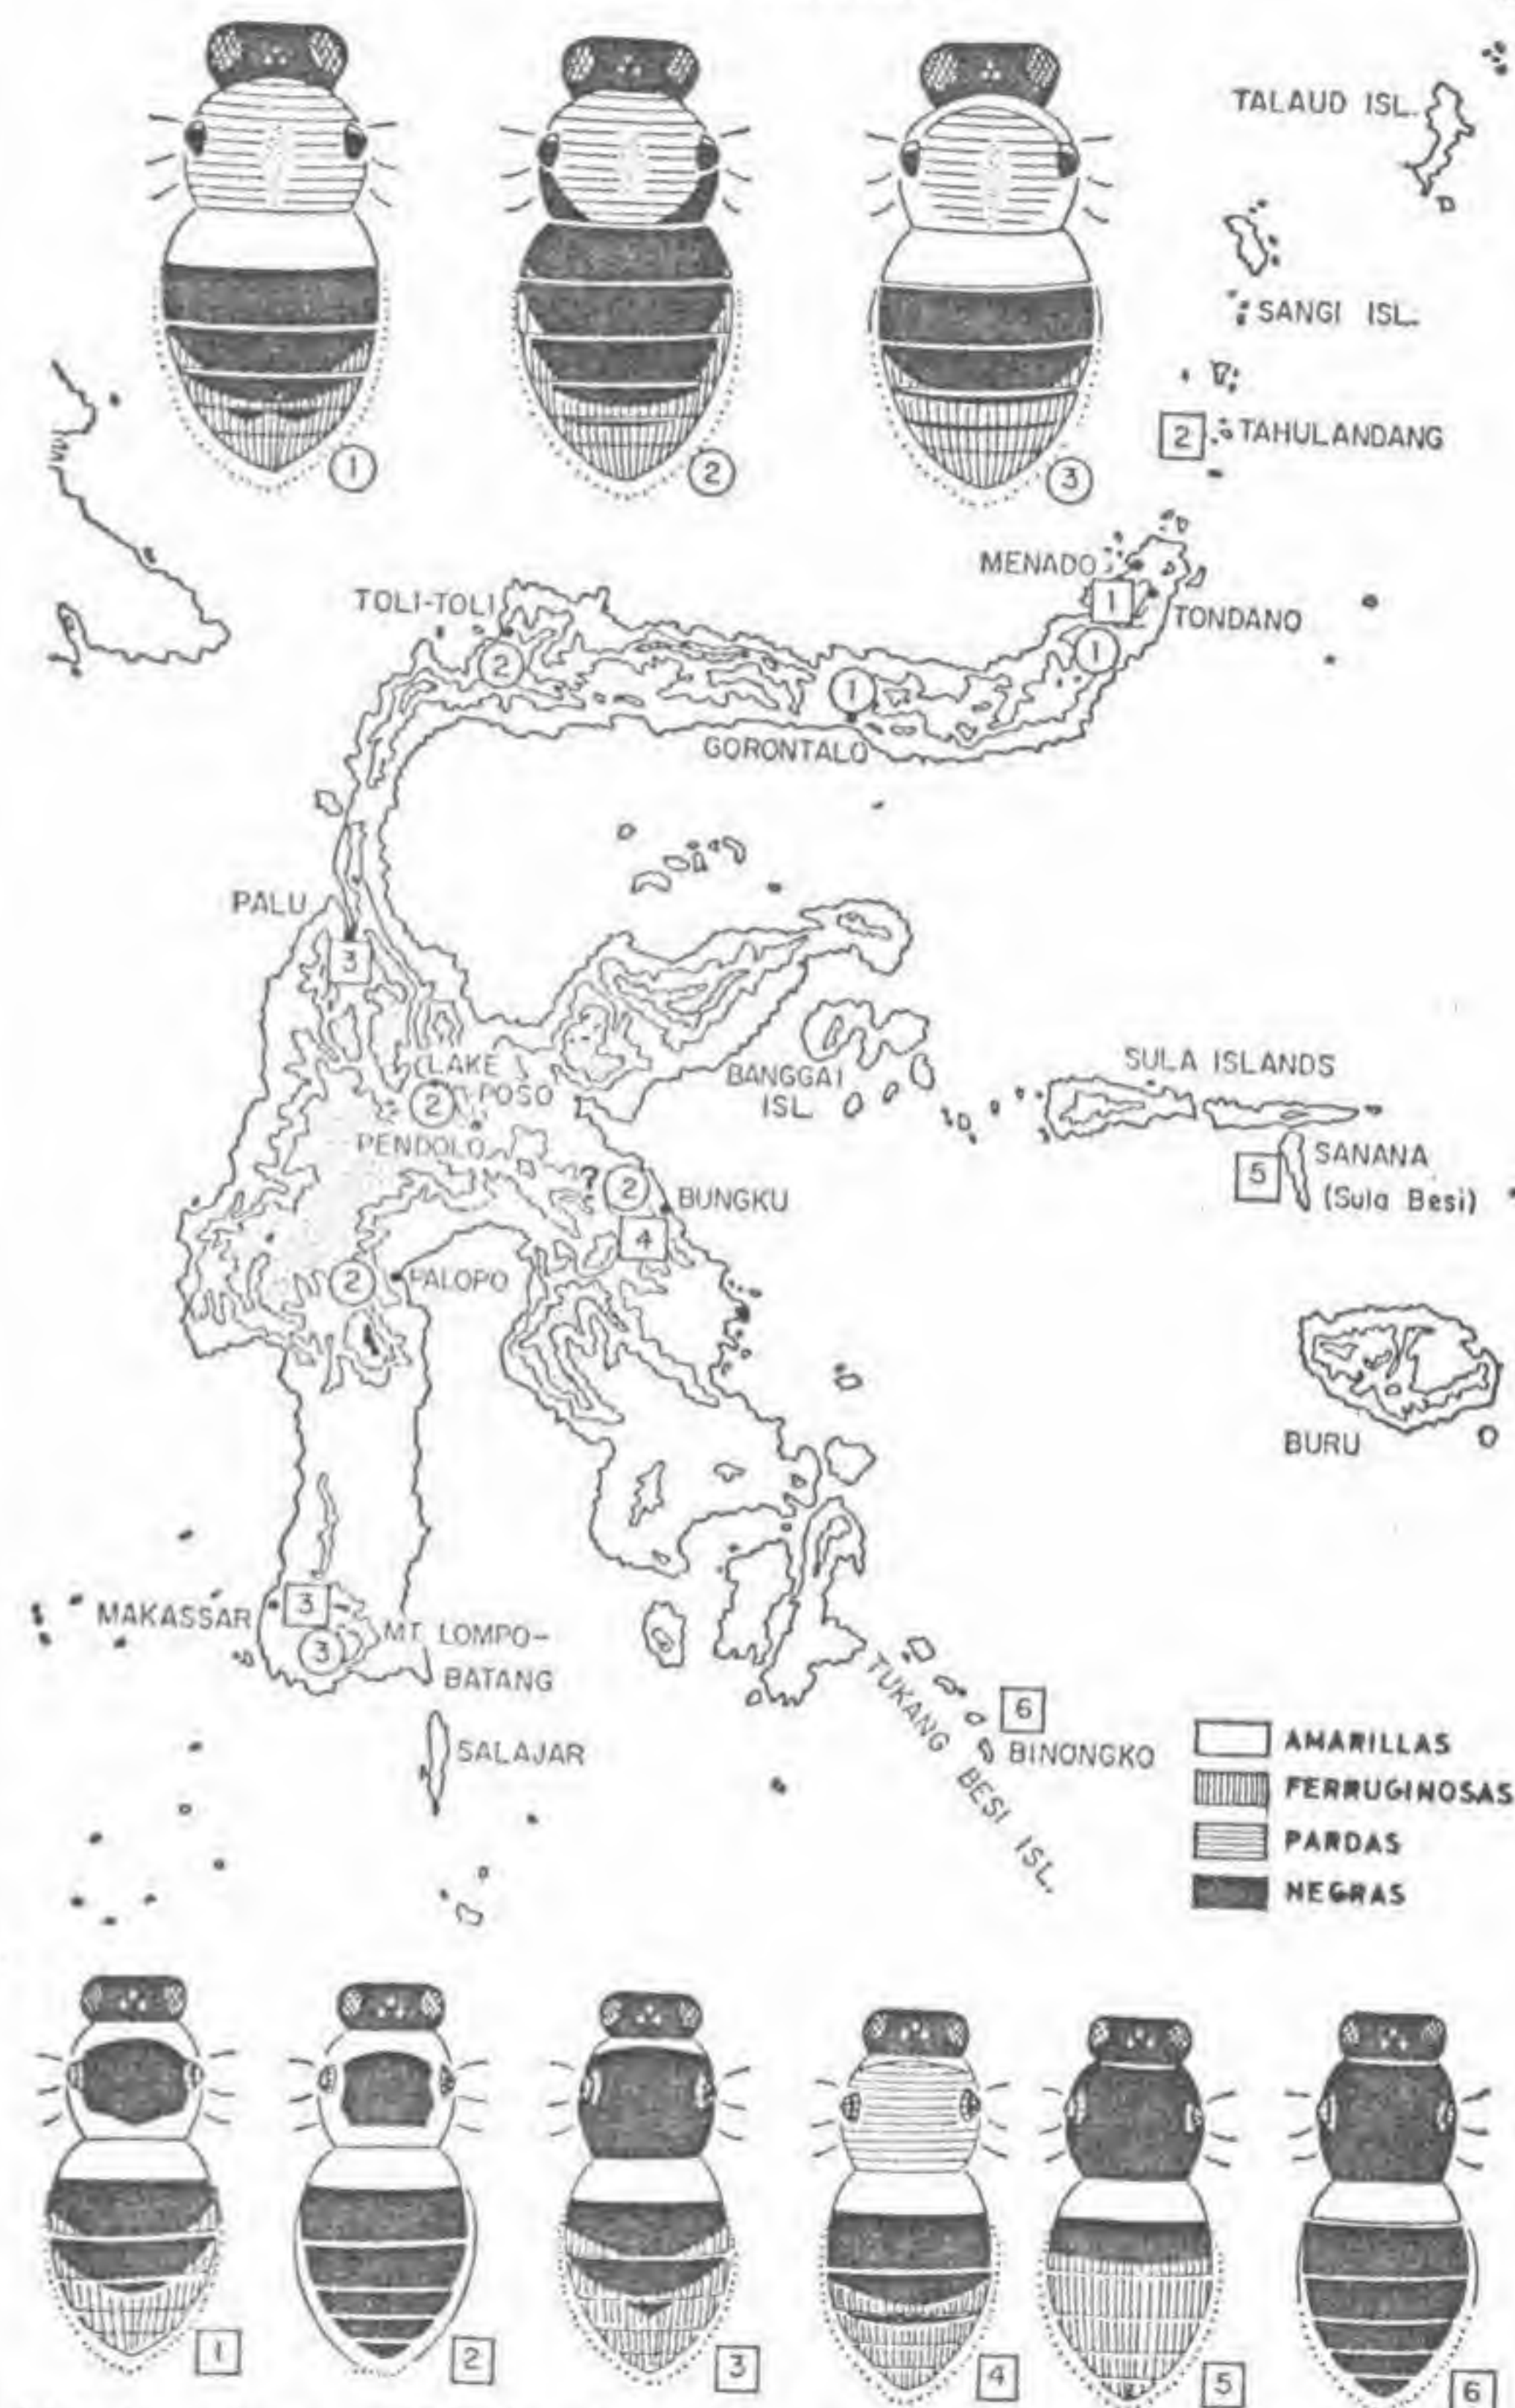 TALAUD ISL.
SANGI ISL.
1
2
3
2
TAHULANDANG
MENADO
1
TOLI-TOLI
TONDANO
2
1
1
GORONTALO
PALU
3
LAKE
POSO
2
PENDOLO
BANGGAI
ISL.
SULA ISLANDS
5
SANANA
(Sula Besi)
?
2
BUNGKU
4
2
PALOPO
BURU
MAKASSAR
3
3
MT. LOMPO-
BATANG
SALAJAR
TUKANG BESI ISL.
6
BINONGKO
AMARILLAS
FERRUGINOSAS
PARDAS
NEGRAS
1
2
3
4
5
6